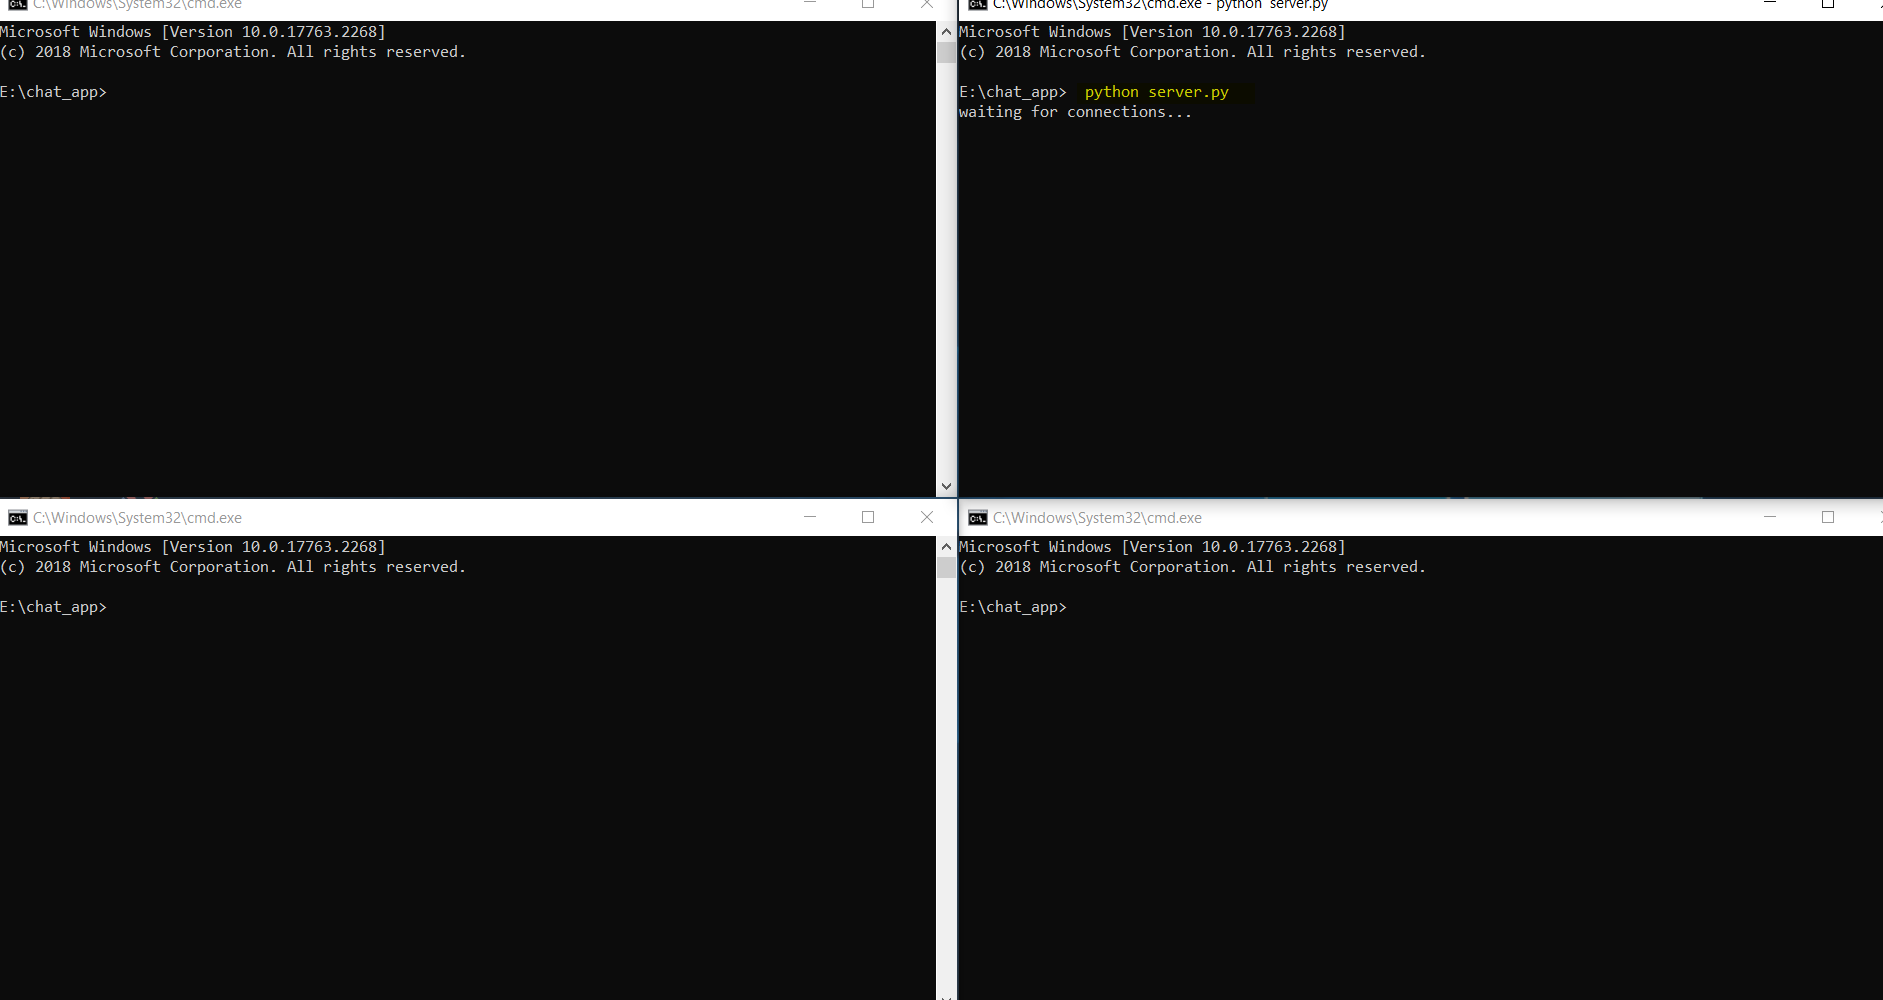 C:\Windows\System32\cmd.exe
Microsoft Windows [Version 10.0.17763.2268]
(c) 2018 Microsoft Corporation. All rights reserved.
E:\chat_app>
C:\Windows\System32\cmd.exe - python server.py
Microsoft Windows [Version 10.0.17763.2268]
(c) 2018 Microsoft Corporation. All rights reserved.
E:\chat_app> python server.py
waiting for connections...
C:\Windows\System32\cmd.exe
Microsoft Windows [Version 10.0.17763.2268]
(c) 2018 Microsoft Corporation. All rights reserved.
E:\chat_app>
C:\Windows\System32\cmd.exe
Microsoft Windows [Version 10.0.17763.2268]
(c) 2018 Microsoft Corporation. All rights reserved.
E:\chat_app>